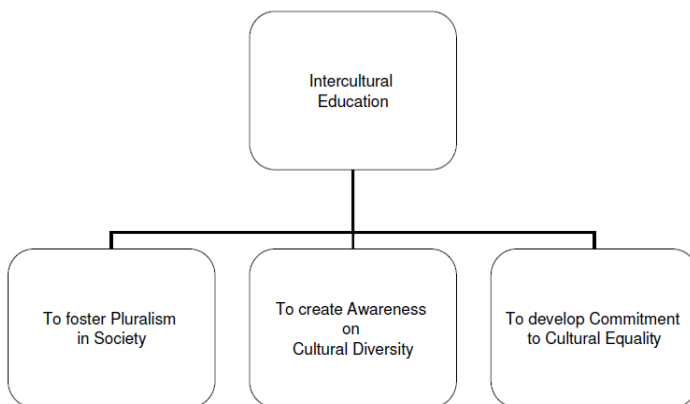 Intercultural
Education
To foster Pluralism
in Society
To create Awareness
on
Cultural Diversity
To develop Commitment
to Cultural Equality